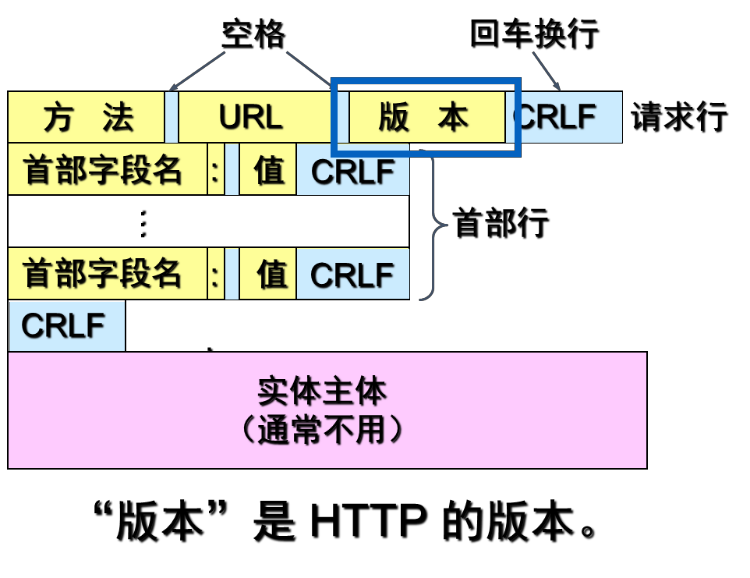 空格 回车换行
方 法 URL 版 本 CRLF 请求行
首部字段名 : 值 CRLF
⋮ 首部行
首部字段名 : 值 CRLF
CRLF
实体主体
（通常不用）
“版本”是 HTTP 的版本。